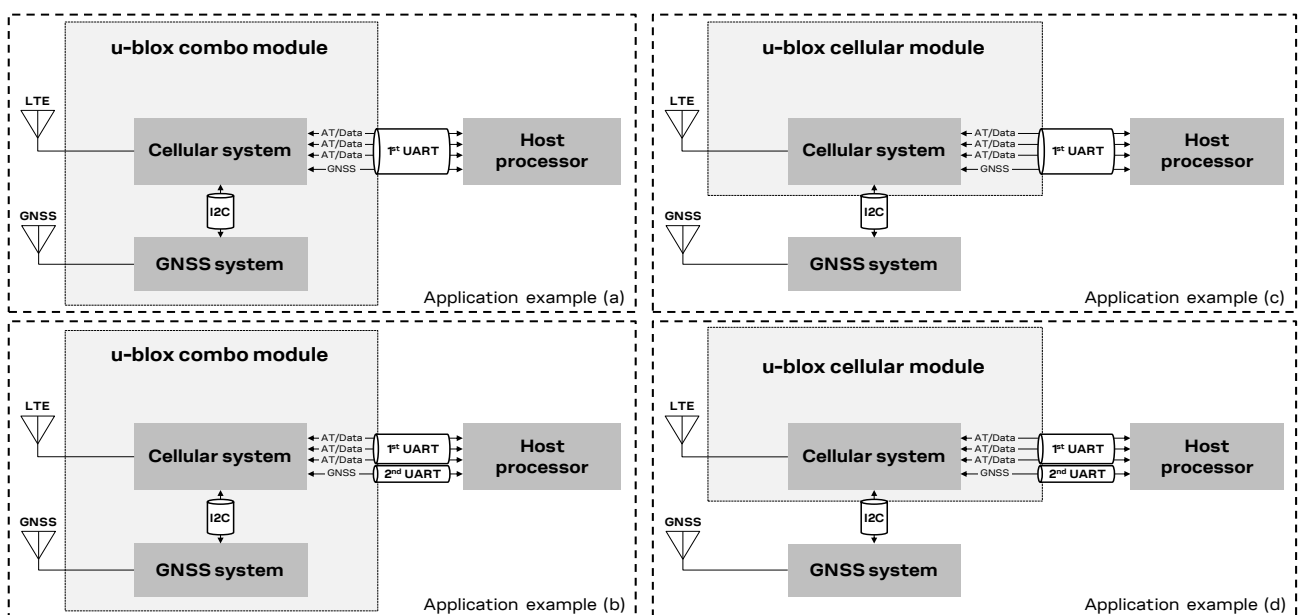 u-blox combo module
LTE
Cellular system
AT/Data
AT/Data
AT/Data
GNSS
1st UART
Host
processor
I2C
GNSS
GNSS system
Application example (a)
u-blox cellular module
LTE
Cellular system
AT/Data
AT/Data
AT/Data
GNSS
1st UART
Host
processor
I2C
GNSS
GNSS system
Application example (c)
u-blox combo module
LTE
Cellular system
AT/Data
AT/Data
AT/Data
GNSS
1st UART
2nd UART
Host
processor
I2C
GNSS
GNSS system
Application example (b)
u-blox cellular module
LTE
Cellular system
AT/Data
AT/Data
AT/Data
GNSS
1st UART
2nd UART
Host
processor
I2C
GNSS
GNSS system
Application example (d)